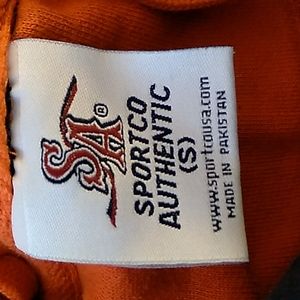 SA®
SPORTCO
AUTHENTIC
(S)
www.sportcousa.com
MADE IN PAKISTAN